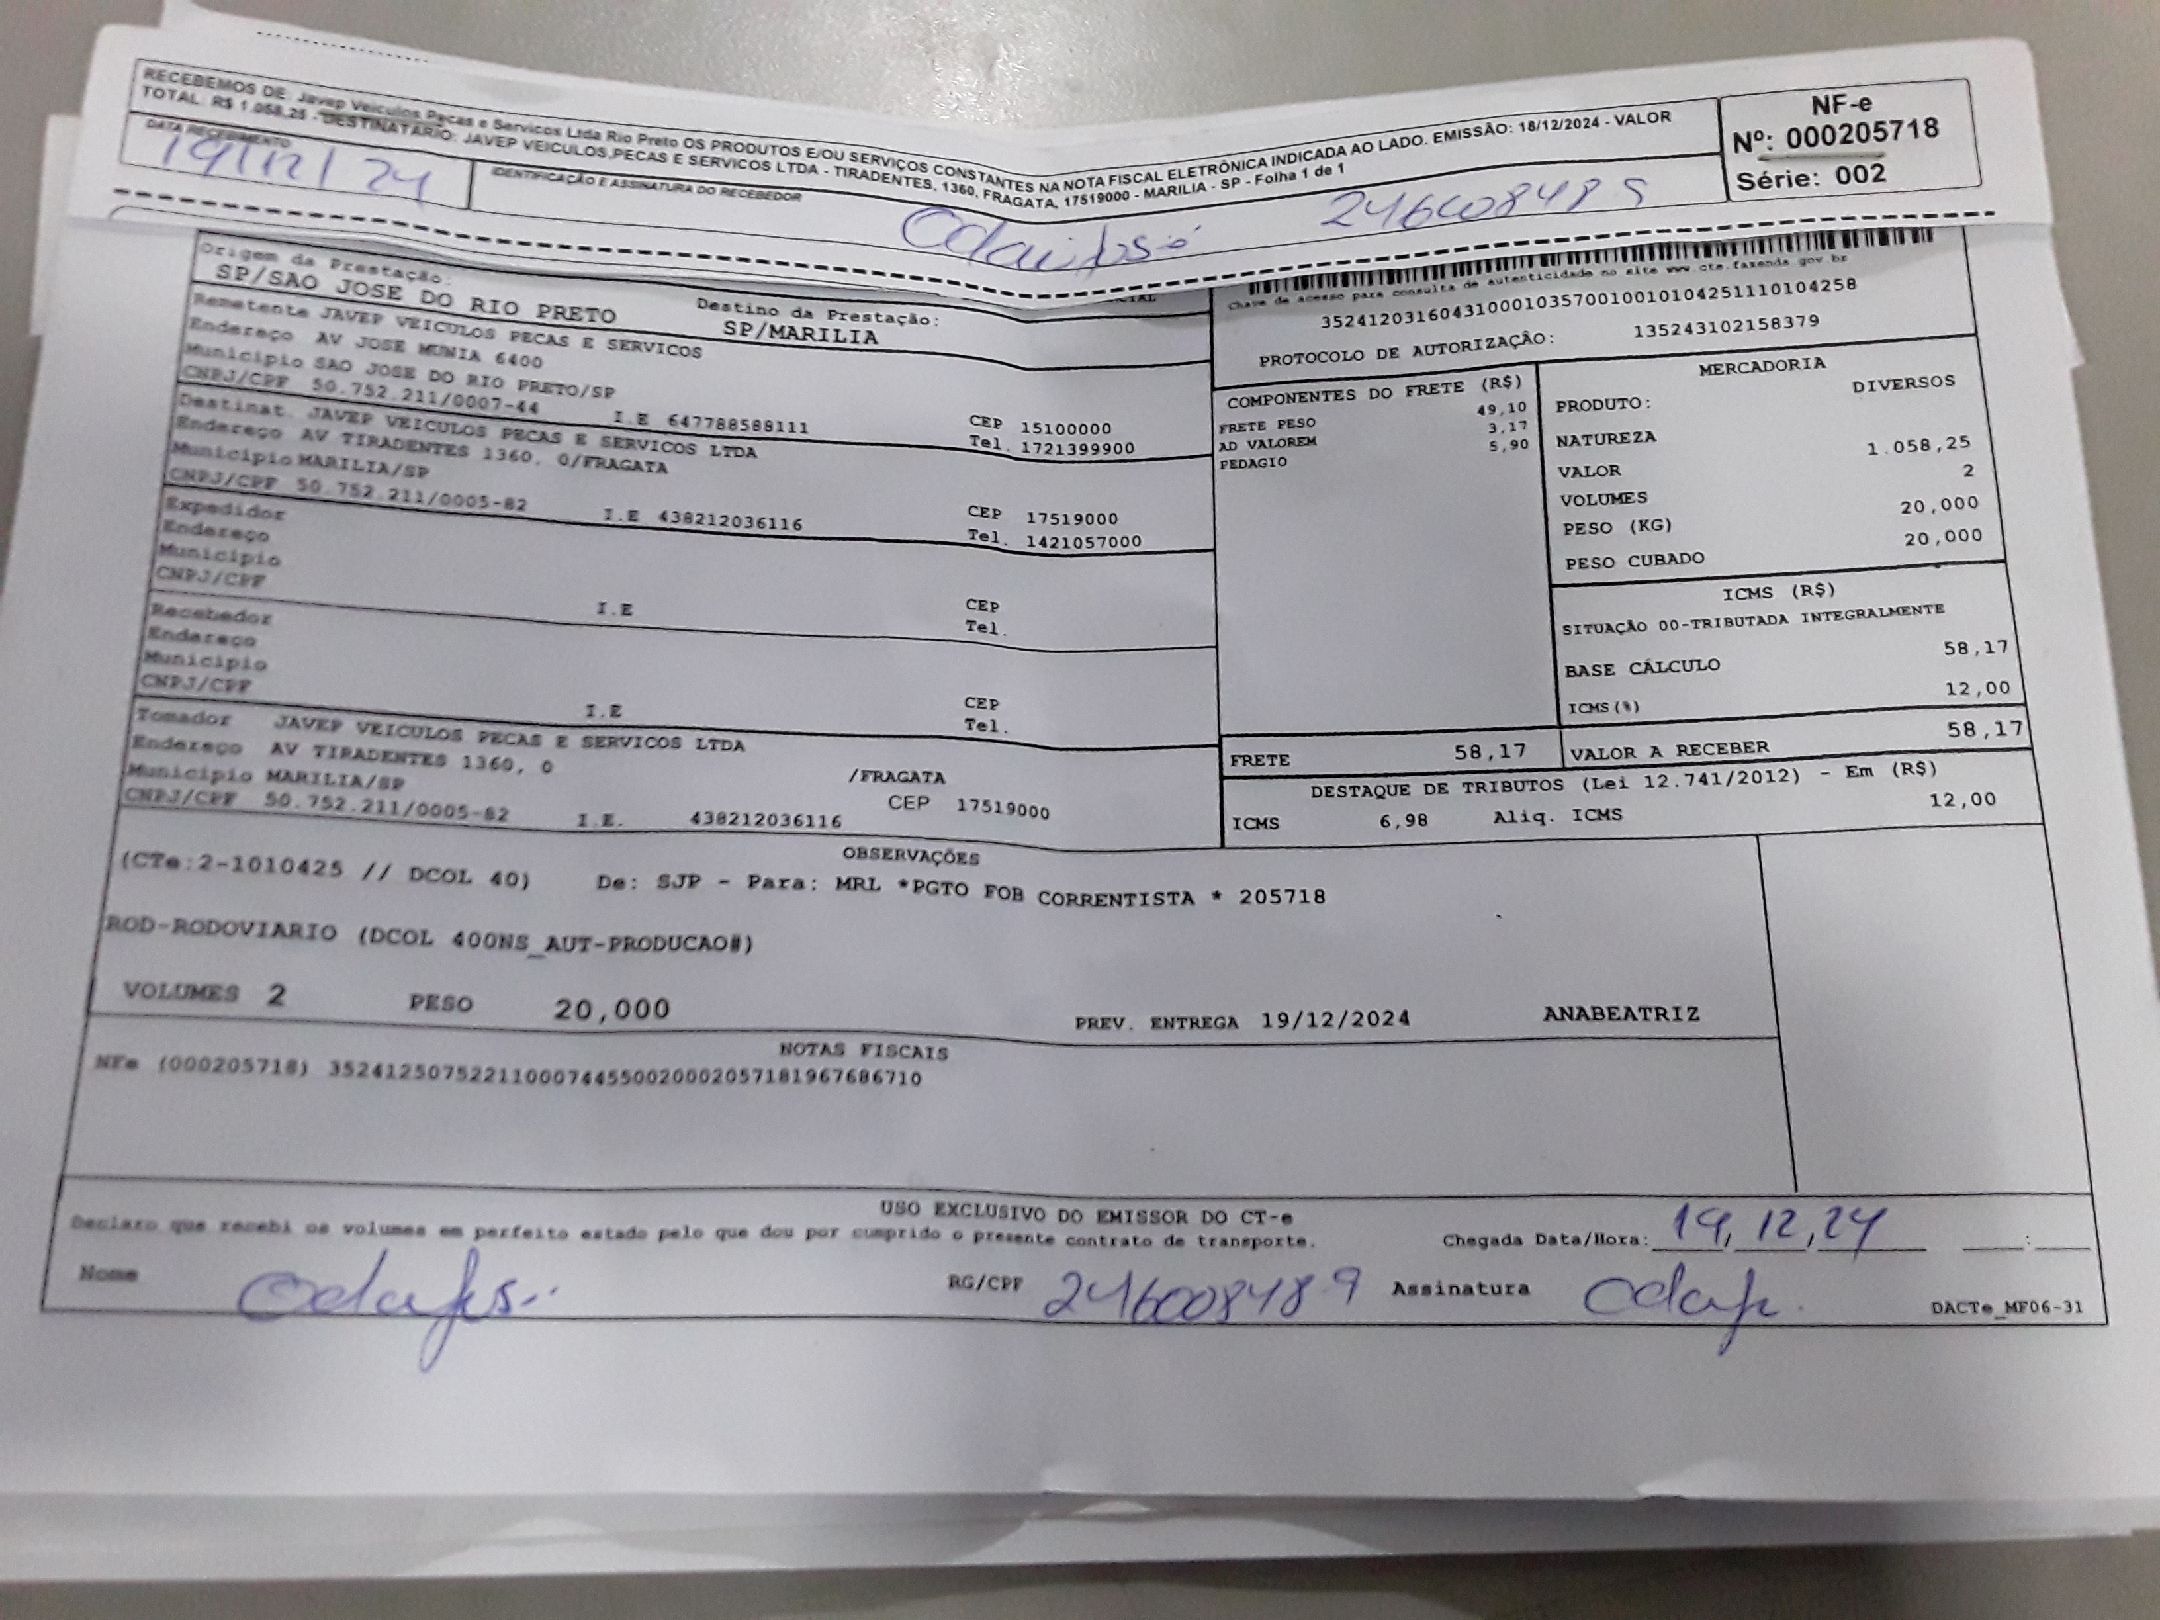 RECEBEMOS DE: Javep Veiculos Pecas e Servicos Ltda Rio Preto OS PRODUTOS E/OU SERVIÇOS CONSTANTES NA NOTA FISCAL ELETRÔNICA INDICADA AO LADO. EMISSÃO: 18/12/2024 - VALOR
TOTAL: R$ 1.058,25 - DESTINATÁRIO: JAVEP VEICULOS,PECAS E SERVICOS LTDA - TIRADENTES, 1360, FRAGATA, 17519000 - MARILIA - SP - Folha 1 de 1
NF-e
Nº: 000205718
Série: 002
DATA RECEBIMENTO
19/12/24
IDENTIFICAÇÃO E ASSINATURA DO RECEBEDOR
Chave de acesso para consulta de autenticidade no site www.cte.fazenda.gov.br
35241203160431000103570010010104251110104258
PROTOCOLO DE AUTORIZAÇÃO: 135243102158379
Origem da Prestação:
SP/SAO JOSE DO RIO PRETO
Destino da Prestação:
SP/MARILIA
Remetente JAVEP VEICULOS PECAS E SERVICOS
Endereço AV JOSE MUNIA 6400
Municipio SAO JOSE DO RIO PRETO/SP CEP 15100000
CNPJ/CPF 50.752.211/0007-44 I.E 647788588111 Tel. 1721399900
Destinat. JAVEP VEICULOS PECAS E SERVICOS LTDA
Endereço AV TIRADENTES 1360, 0/FRAGATA
Municipio MARILIA/SP CEP 17519000
CNPJ/CPF 50.752.211/0005-82 I.E 438212036116 Tel. 1421057000
Expedidor
Endereço
Municipio CEP
CNPJ/CPF I.E Tel.
Recebedor
Endereço
Municipio CEP
CNPJ/CPF I.E Tel.
Tomador JAVEP VEICULOS PECAS E SERVICOS LTDA
Endereço AV TIRADENTES 1360, 0 /FRAGATA
Municipio MARILIA/SP CEP 17519000
CNPJ/CPF 50.752.211/0005-82 I.E. 438212036116
COMPONENTES DO FRETE (R$)
FRETE PESO 49,10
AD VALOREM 3,17
PEDAGIO 5,90
MERCADORIA
PRODUTO: DIVERSOS
NATUREZA
VALOR 1.058,25
VOLUMES 2
PESO (KG) 20,000
PESO CUBADO 20,000
ICMS (R$)
SITUAÇÃO 00-TRIBUTADA INTEGRALMENTE
BASE CÁLCULO 58,17
ICMS(%) 12,00
FRETE 58,17 VALOR A RECEBER 58,17
DESTAQUE DE TRIBUTOS (Lei 12.741/2012) - Em (R$)
ICMS 6,98 Aliq. ICMS 12,00
OBSERVAÇÕES
(CTe:2-1010425 // DCOL 40) De: SJP - Para: MRL *PGTO FOB CORRENTISTA * 205718
ROD-RODOVIARIO (DCOL 400NS_AUT-PRODUCAO#)
VOLUMES 2 PESO 20,000 PREV. ENTREGA 19/12/2024 ANABEATRIZ
NOTAS FISCAIS
NFe (000205718) 35241250752211000744550020002057181967686710
USO EXCLUSIVO DO EMISSOR DO CT-e
Declaro que recebi os volumes em perfeito estado pelo que dou por cumprido o presente contrato de transporte. Chegada Data/Hora: 19,12,24 :
Nome RG/CPF 246008489 Assinatura
DACTe_MF06-31